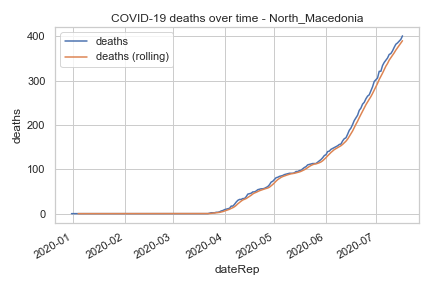 COVID-19 deaths over time - North_Macedonia
deaths
deaths (rolling)
400
300
200
100
0
deaths
2020-01
2020-02
2020-03
2020-04
2020-05
2020-06
2020-07
dateRep